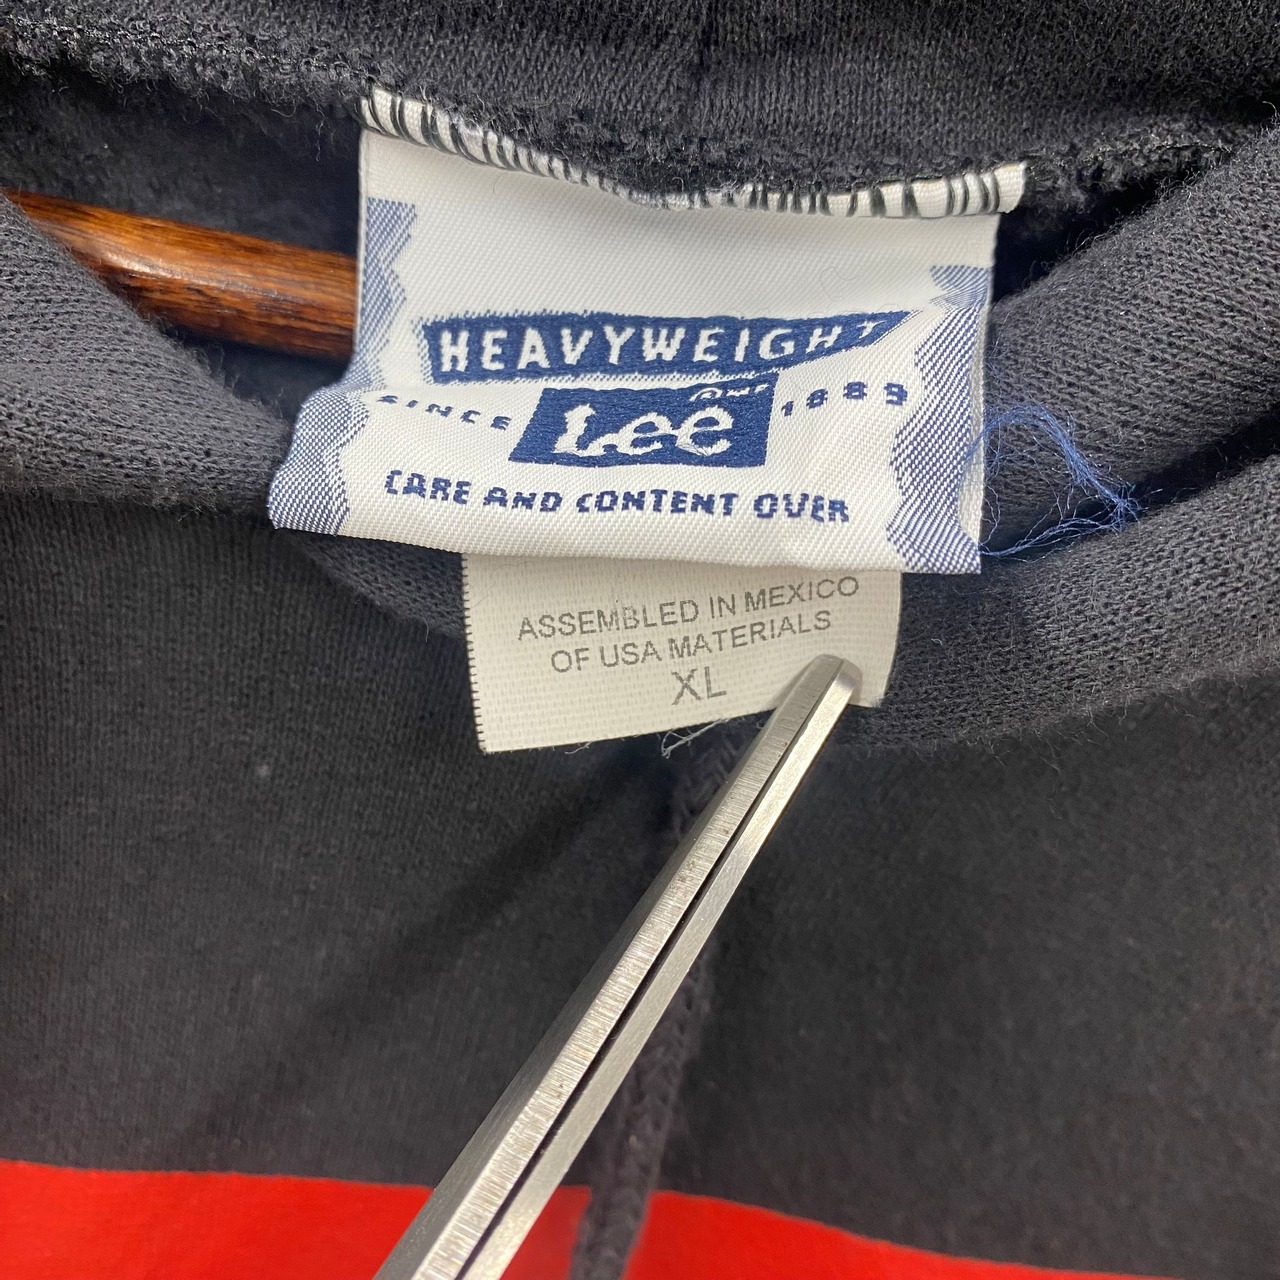 HEAVYWEIGHT
SINCE Lee 1889
CARE AND CONTENT OVER
ASSEMBLED IN MEXICO
OF USA MATERIALS
XL